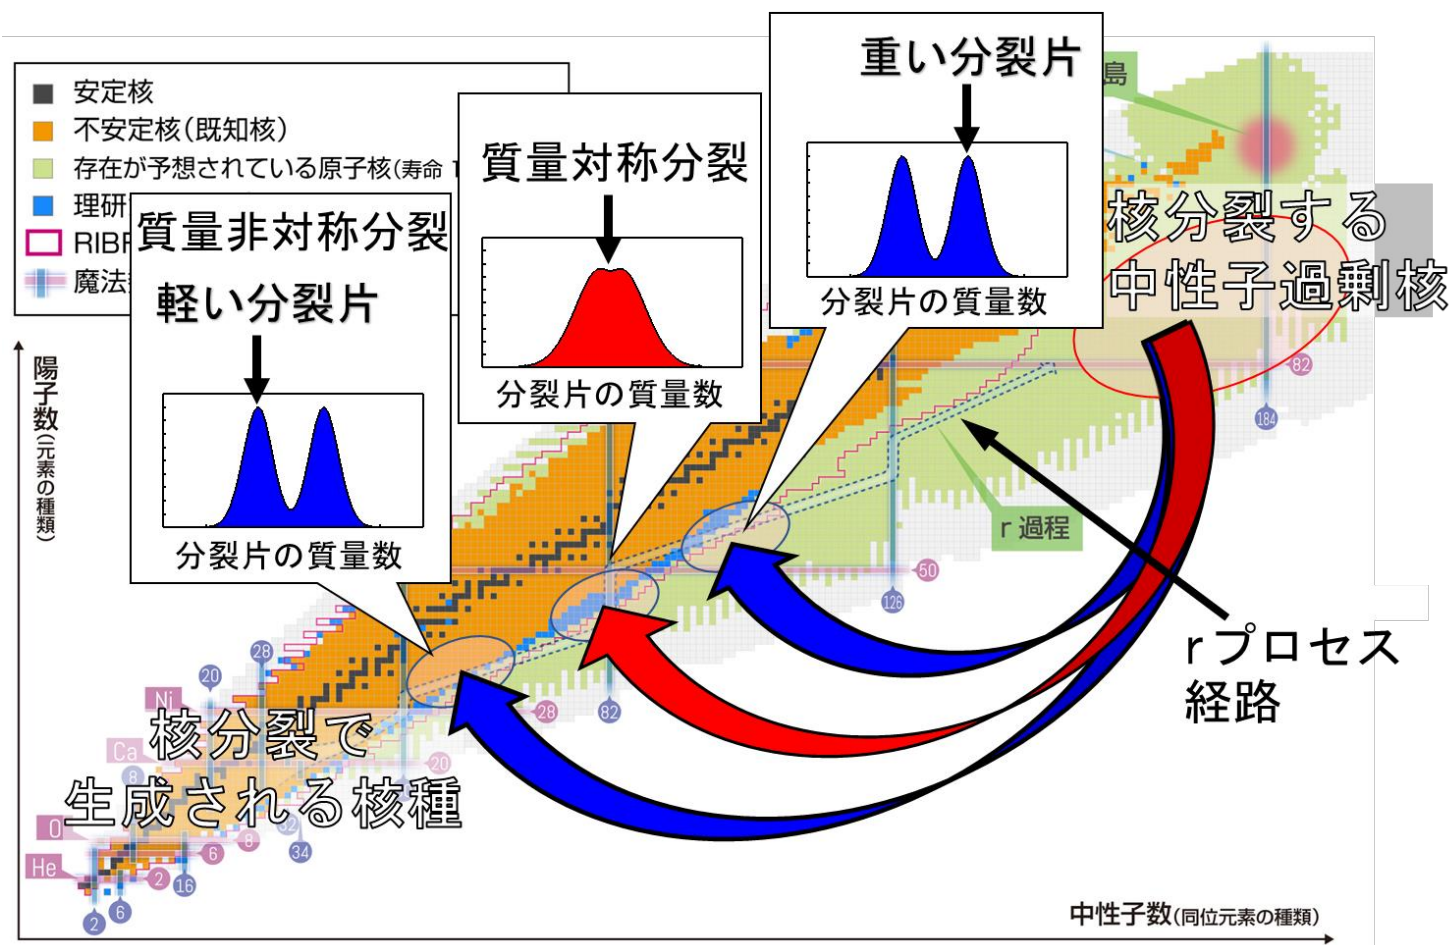 安定核
不安定核（既知核）
存在が予想されている原子核（寿命 1
理研
RIBF
魔法
質量非対称分裂
軽い分裂片
分裂片の質量数
質量対称分裂
分裂片の質量数
重い分裂片
分裂片の質量数
島
核分裂する
中性子過剰核
陽子数（元素の種類）
82
184
r 過程
50
126
rプロセス
経路
28
20
28
82
Ni
核分裂で
Ca
20
8
生成される核種
O
32
8
34
6
He
2
16
6
2
中性子数（同位元素の種類）